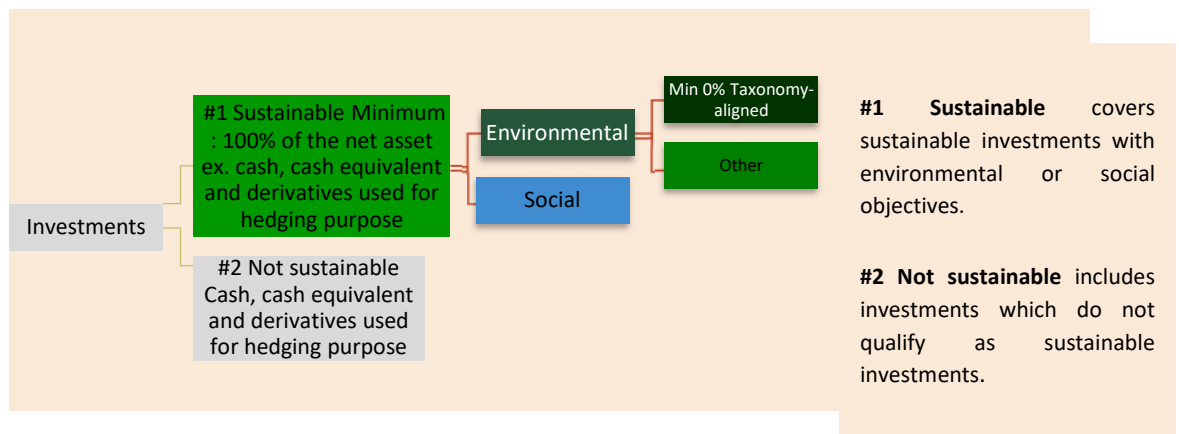 Investments
#1 Sustainable Minimum
: 100% of the net asset
ex. cash, cash equivalent
and derivatives used for
hedging purpose
#2 Not sustainable
Cash, cash equivalent
and derivatives used
for hedging purpose
Environmental
Social
Min 0% Taxonomy-
aligned
Other
#1 Sustainable covers
sustainable investments with
environmental or social
objectives.
#2 Not sustainable includes
investments which do not
qualify as sustainable
investments.